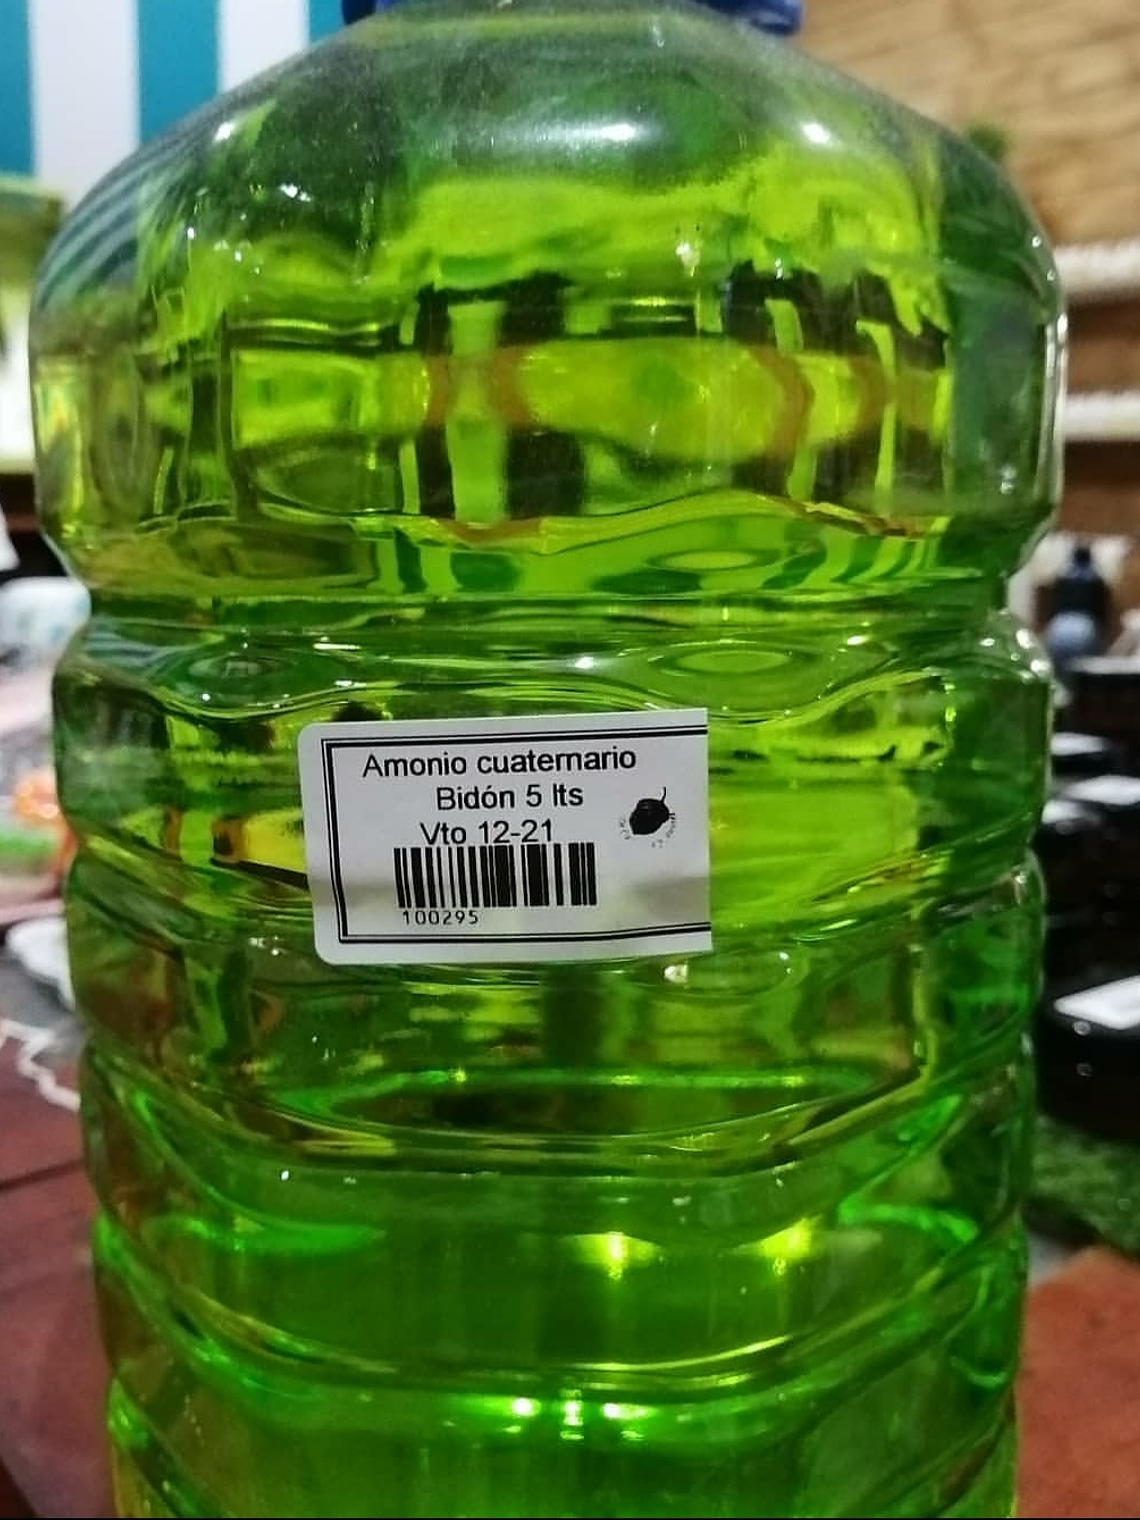 Amonio cuaternario
Bidón 5 lts
Vto 12-21
100295